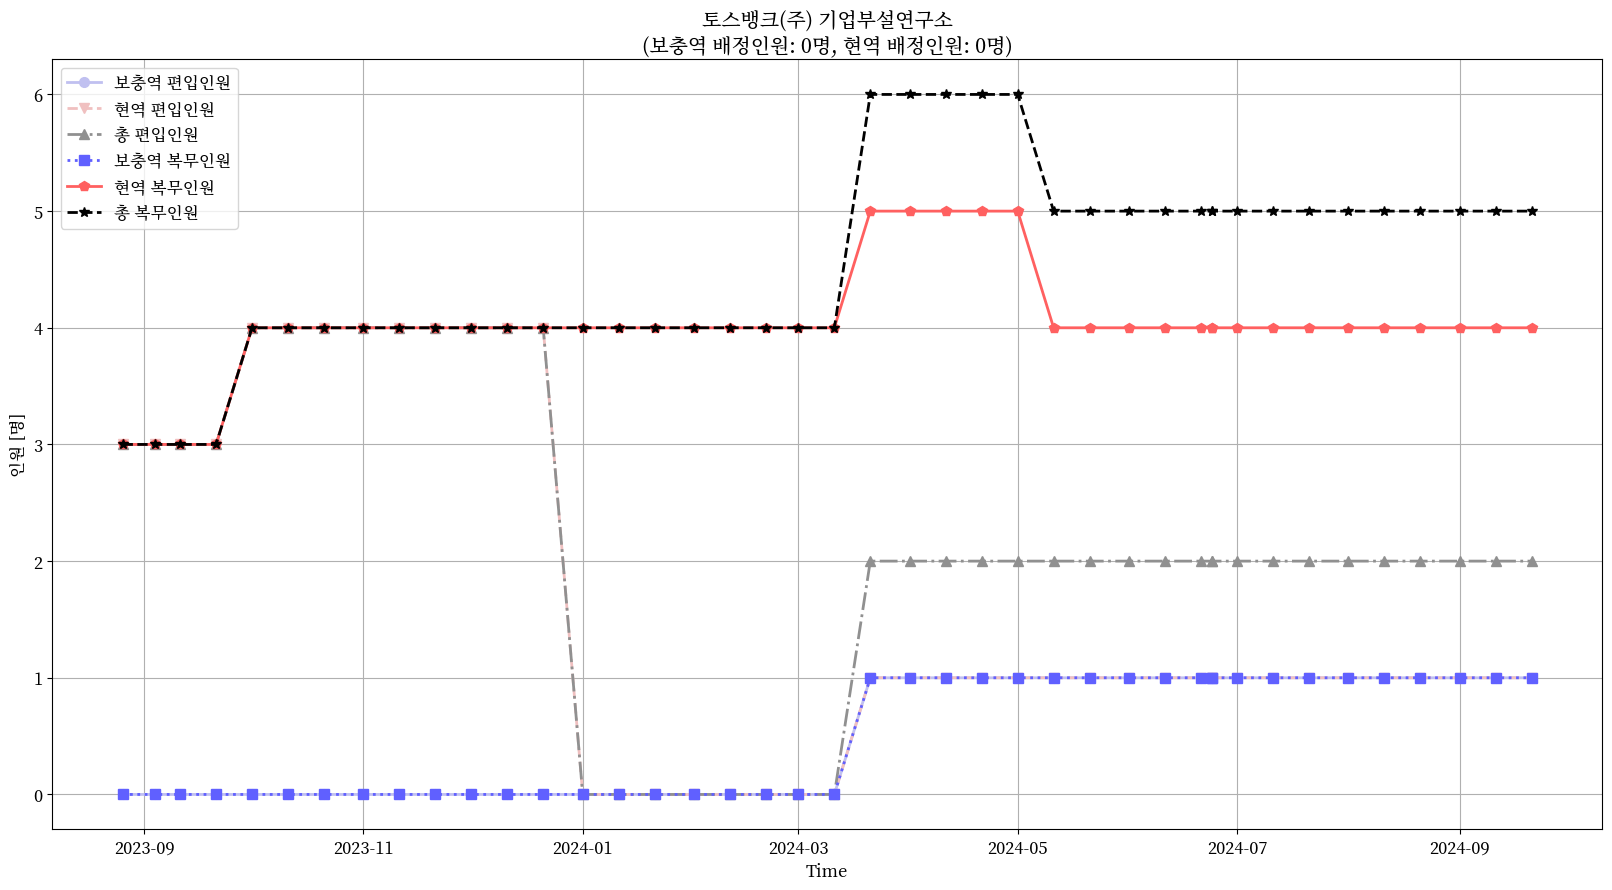 토스뱅크(주) 기업부설연구소
(보충역 배정인원: 0명, 현역 배정인원: 0명)
보충역 편입인원
현역 편입인원
총 편입인원
보충역 복무인원
현역 복무인원
총 복무인원
인원 [명]
6
5
4
3
2
1
0
2023-09 2023-11 2024-01 2024-03 2024-05 2024-07 2024-09
Time